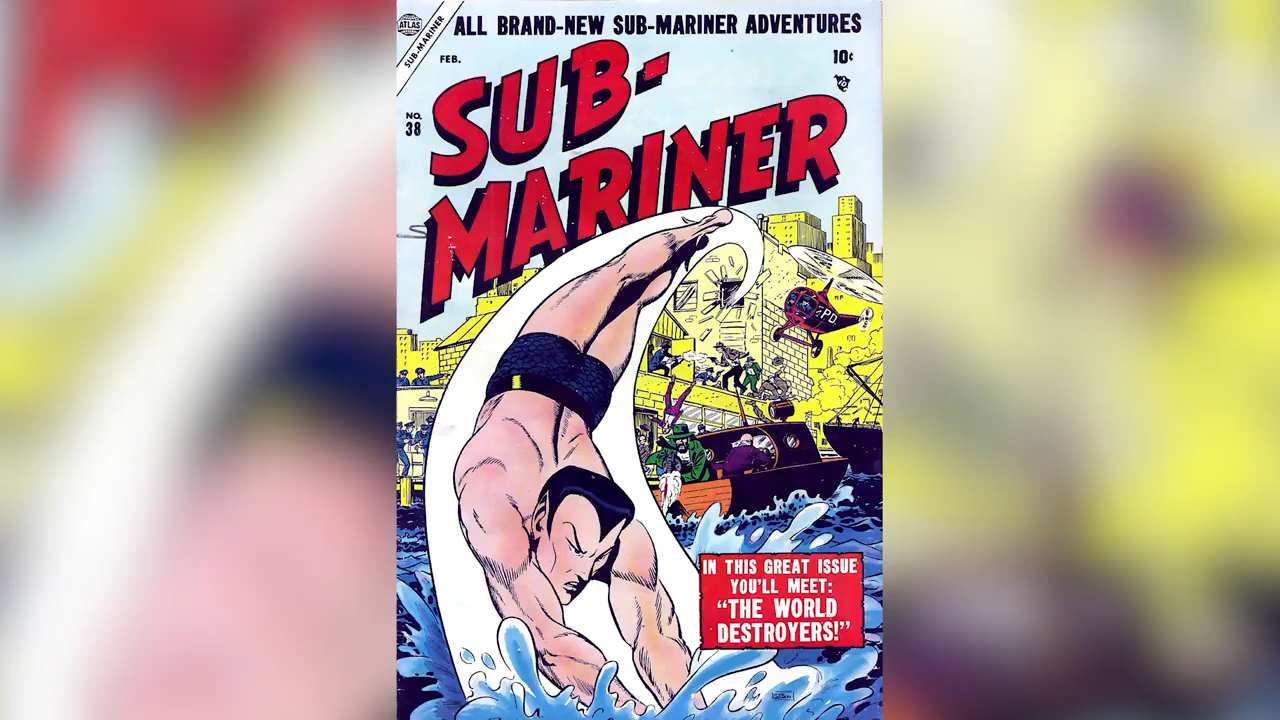 ATLAS
SUB-MARINER
ALL BRAND-NEW SUB-MARINER ADVENTURES
FEB.
10¢
NO.
38
SUB-
MARINER
IN THIS GREAT ISSUE
YOU'LL MEET:
"THE WORLD
DESTROYERS!"